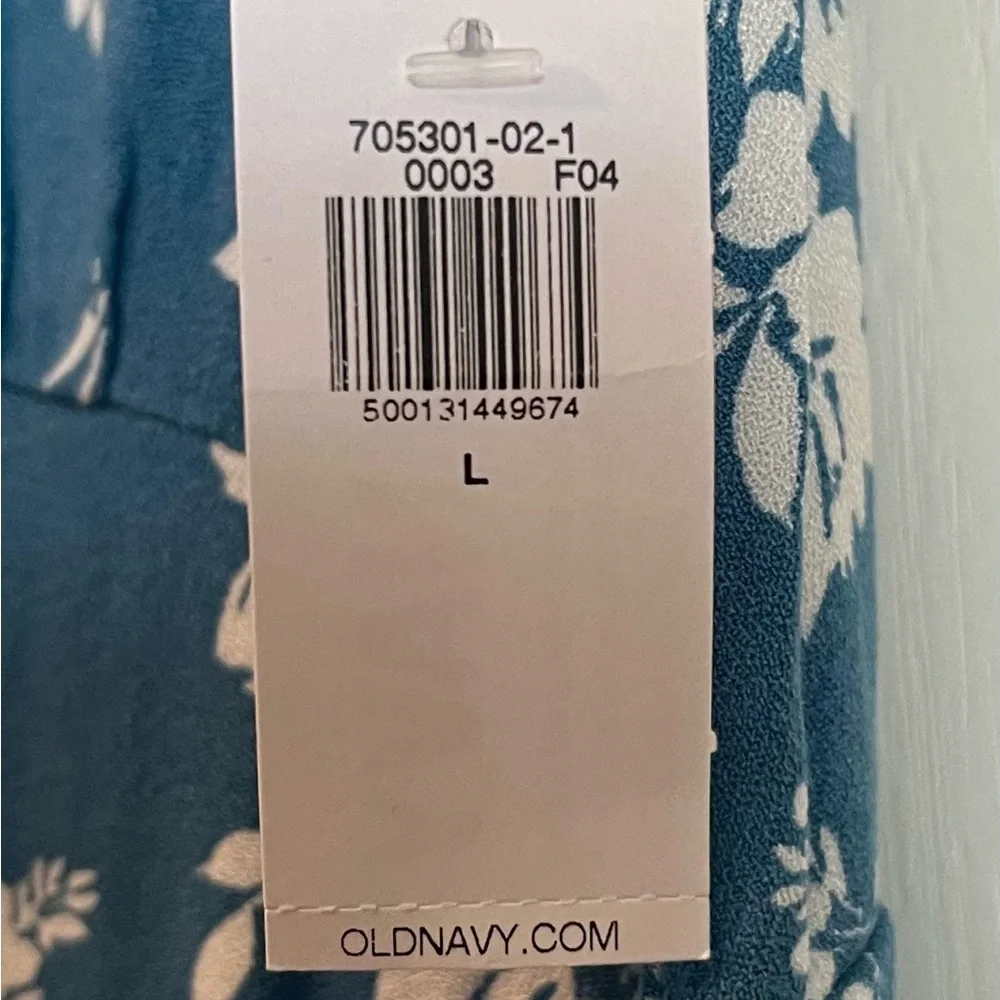 705301-02-1
0003 F04
500131449674
L
OLDNAVY.COM